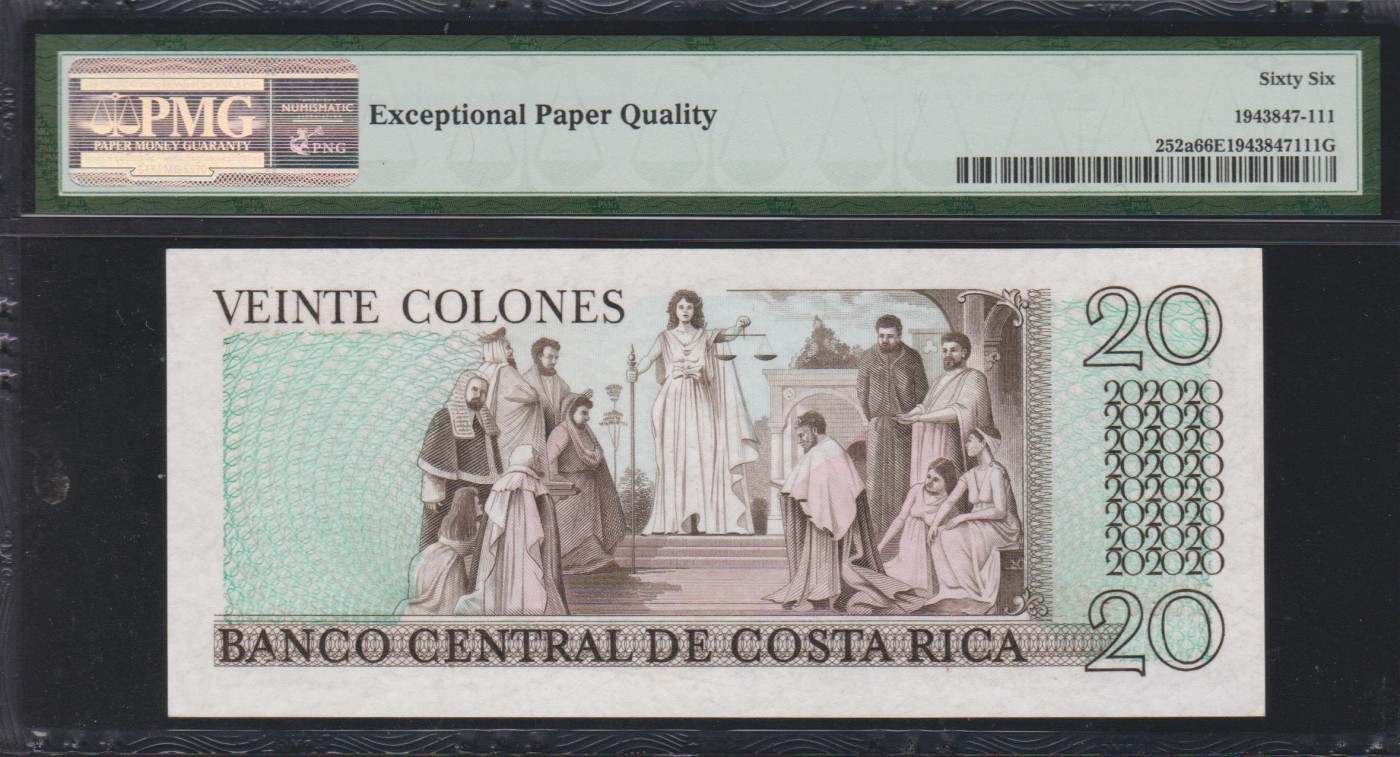 PMG
PAPER MONEY GUARANTY
NUMISMATIC
PNG
Exceptional Paper Quality
Sixty Six
1943847-111
252a66E1943847111G
VEINTE COLONES
20
202020
202020
202020
202020
202020
202020
202020
202020
20
BANCO CENTRAL DE COSTA RICA